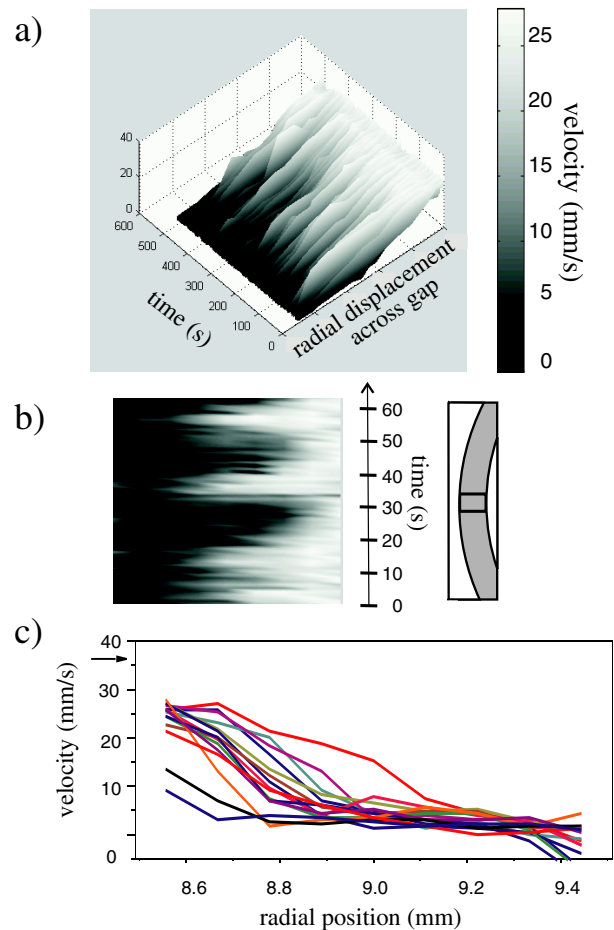 a)
40
20
0
600
500
400
300
200
100
0
time (s)
radial displacement
across gap
25
20
15
10
5
0
velocity (mm/s)
b)
60
50
40
30
20
10
0
time (s)
c)
40
30
20
10
0
velocity (mm/s)
8.6 8.8 9.0 9.2 9.4
radial position (mm)